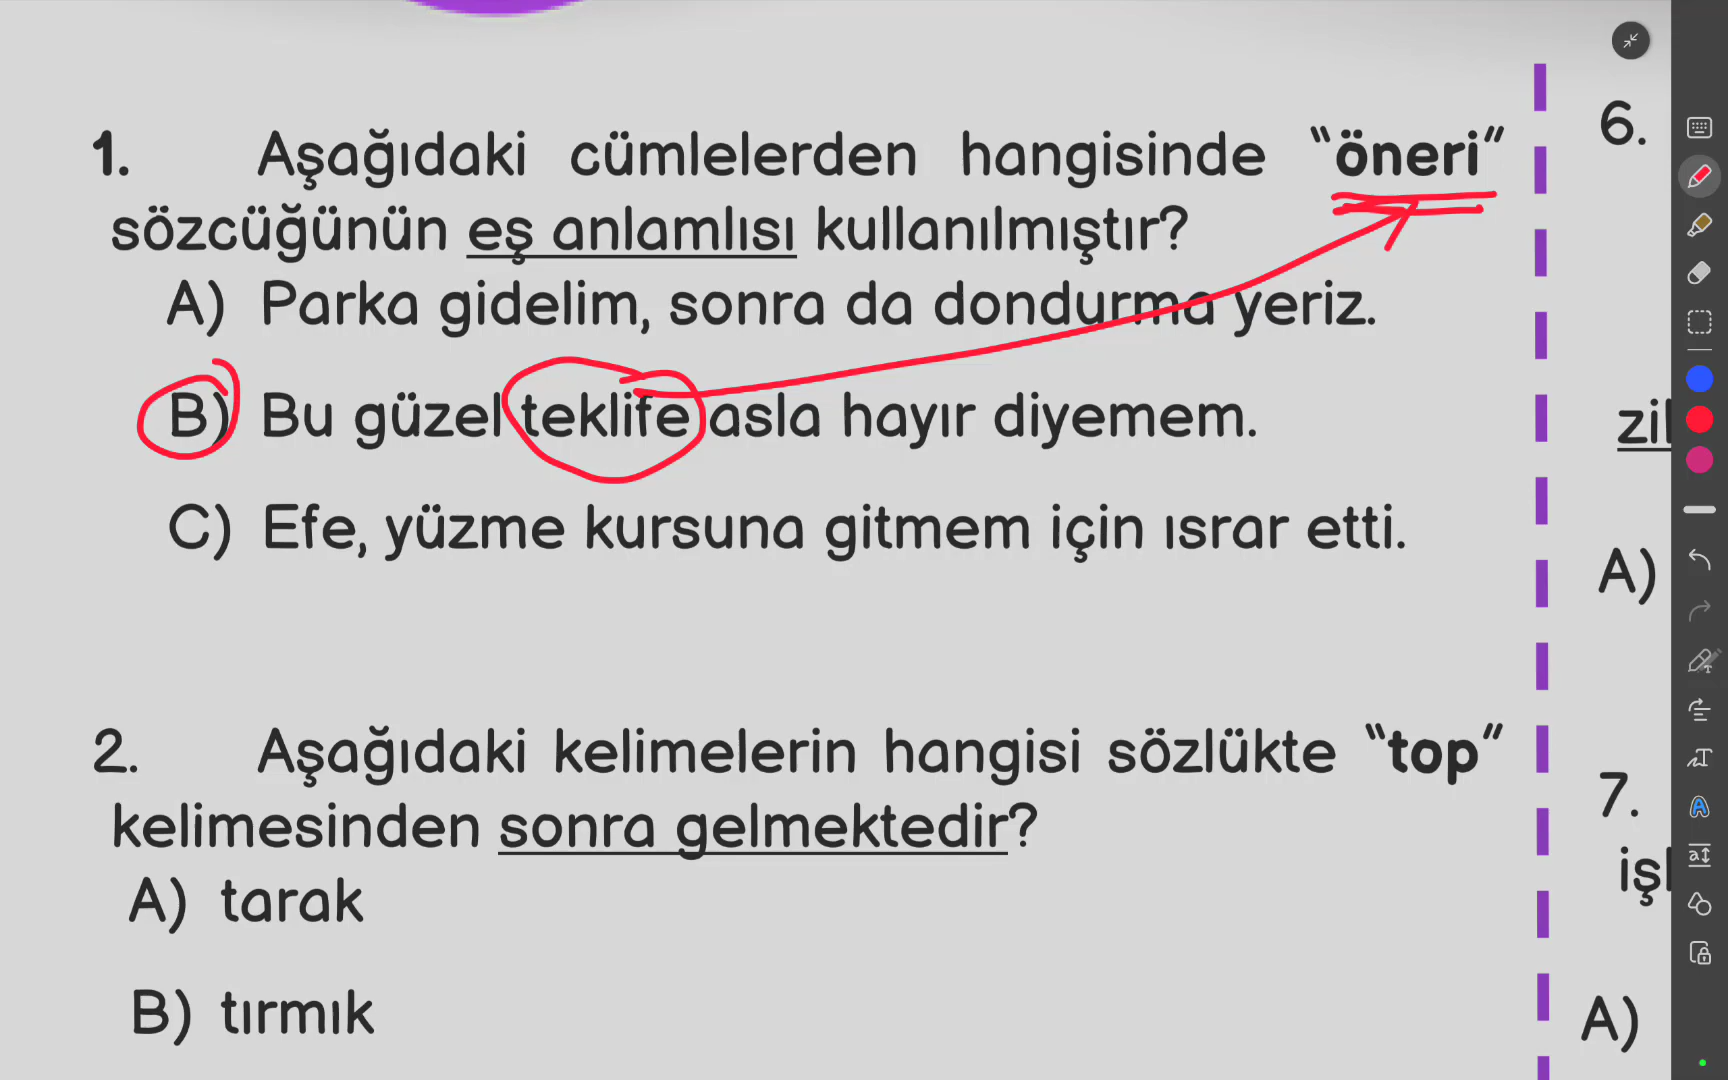 1. Aşağıdaki cümlelerden hangisinde "öneri"
sözcüğünün eş anlamlısı kullanılmıştır?
A) Parka gidelim, sonra da dondurma yeriz.
B) Bu güzel teklife asla hayır diyemem.
C) Efe, yüzme kursuna gitmem için ısrar etti.
2. Aşağıdaki kelimelerin hangisi sözlükte "top"
kelimesinden sonra gelmektedir?
A) tarak
B) tırmık
6.
zil
A)
7.
işl
A)